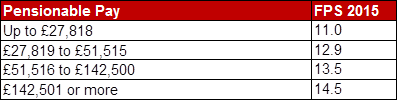 Pensionable Pay FPS 2015
Up to £27,818 11.0
£27,819 to £51,515 12.9
£51,516 to £142,500 13.5
£142,501 or more 14.5